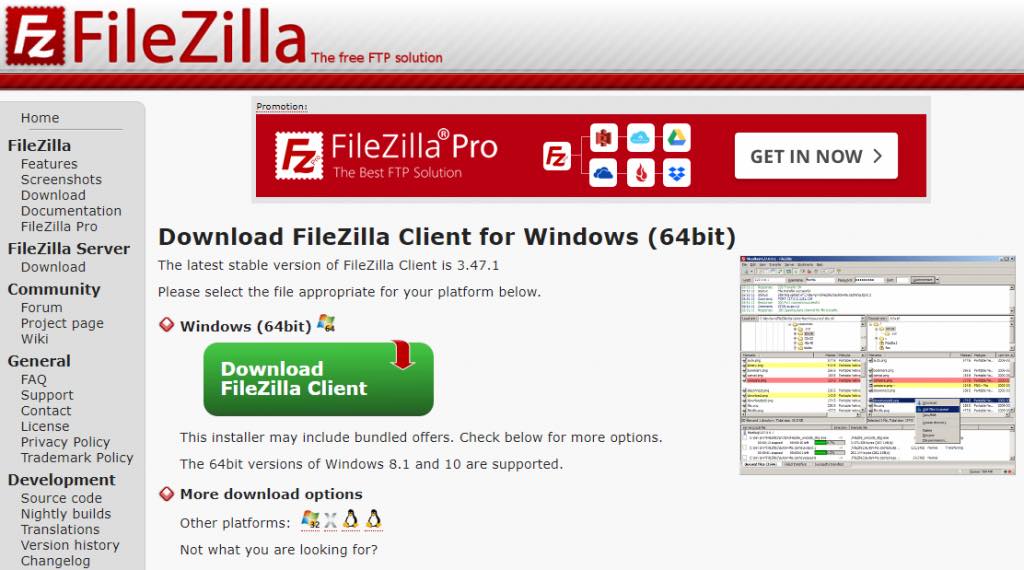 FileZilla The free FTP solution
Home
FileZilla
Features
Screenshots
Download
Documentation
FileZilla Pro
FileZilla Server
Download
Community
Forum
Project page
Wiki
General
FAQ
Support
Contact
License
Privacy Policy
Trademark Policy
Development
Source code
Nightly builds
Translations
Version history
Changelog
Promotion:
FileZilla® Pro
The Best FTP Solution
GET IN NOW
Download FileZilla Client for Windows (64bit)
The latest stable version of FileZilla Client is 3.47.1
Please select the file appropriate for your platform below.
Windows (64bit) 64
Download
FileZilla Client
This installer may include bundled offers. Check below for more options.
The 64bit versions of Windows 8.1 and 10 are supported.
More download options
Other platforms: 32
Not what you are looking for?